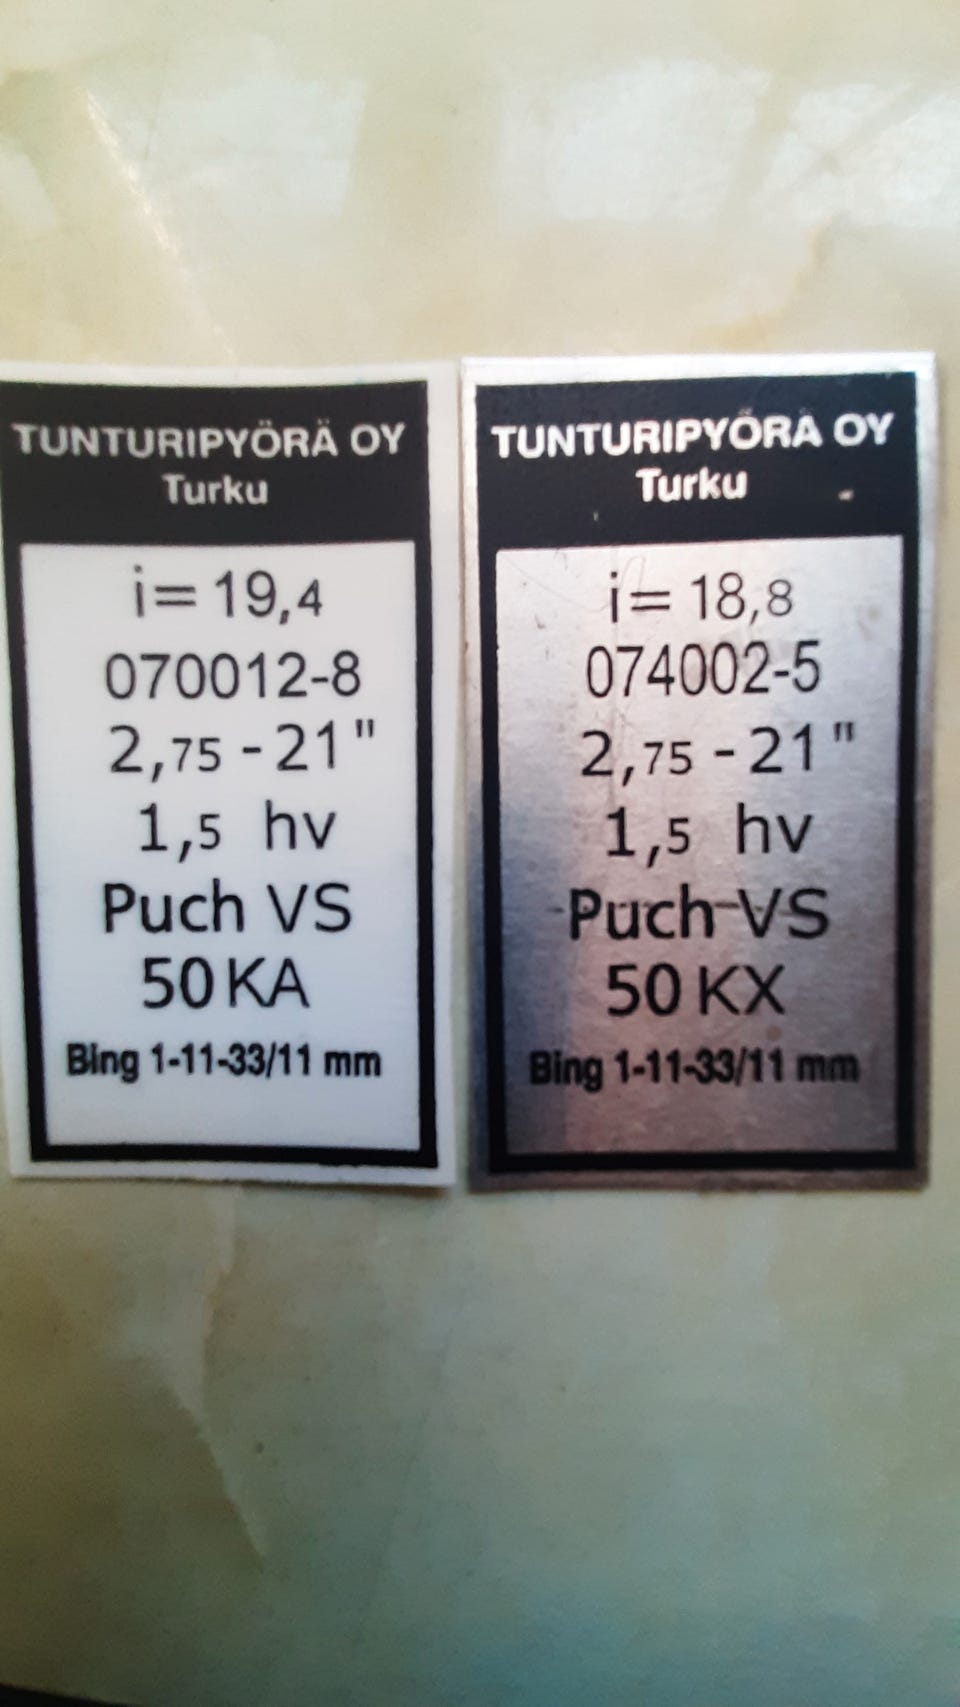 TUNTURIPYÖRÄ OY
Turku
i= 19,4
070012-8
2,75 - 21"
1,5 hv
Puch VS
50 KA
Bing 1-11-33/11 mm
TUNTURIPYÖRÄ OY
Turku
i= 18,8
074002-5
2,75 - 21"
1,5 hv
Puch VS
50 KX
Bing 1-11-33/11 mm